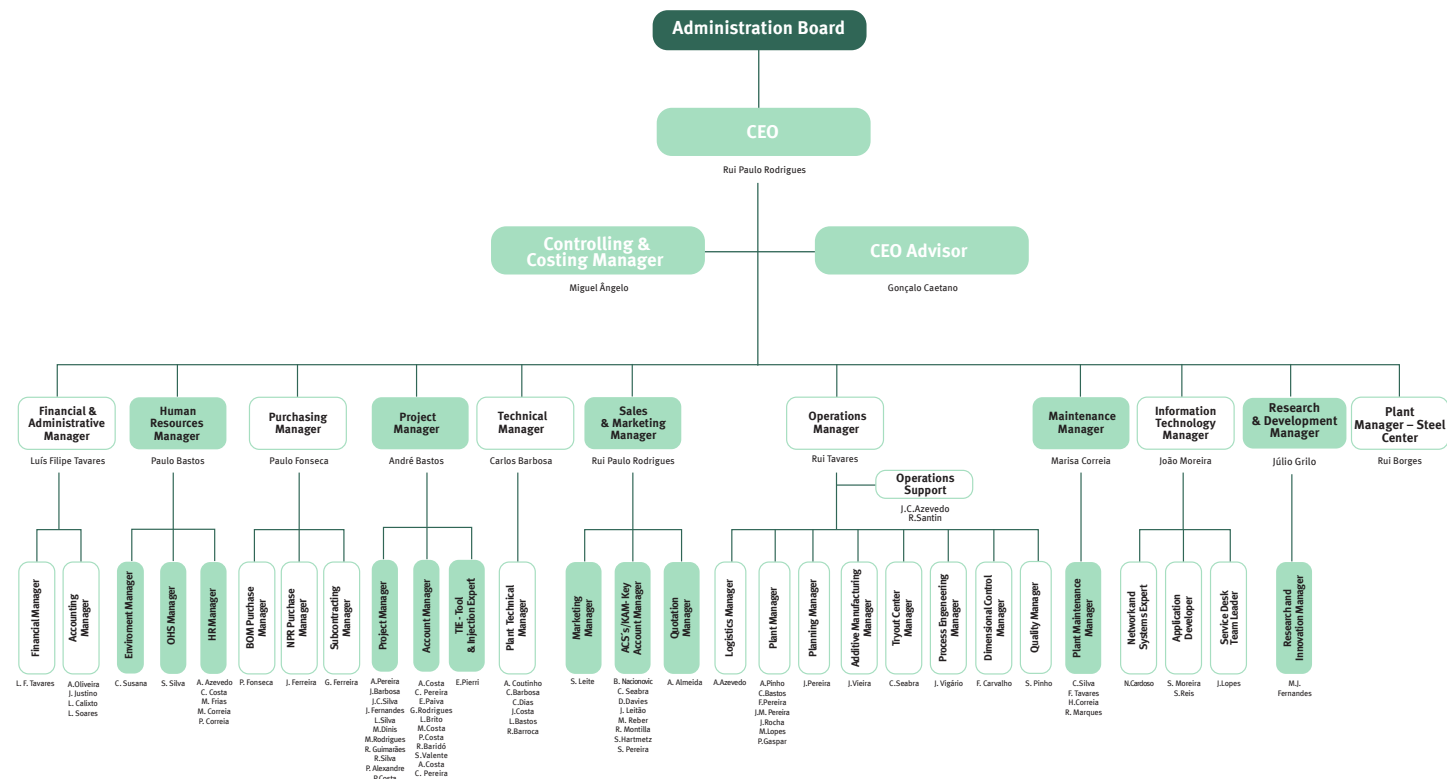 Administration Board
CEO
Rui Paulo Rodrigues
Controlling &
Costing Manager
Miguel Ângelo
CEO Advisor
Gonçalo Caetano
Financial &
Administrative
Manager
Luís Filipe Tavares
Human
Resources
Manager
Paulo Bastos
Purchasing
Manager
Paulo Fonseca
Project
Manager
André Bastos
Technical
Manager
Carlos Barbosa
Sales
& Marketing
Manager
Rui Paulo Rodrigues
Operations
Manager
Rui Tavares
Maintenance
Manager
Marisa Correia
Information
Technology
Manager
João Moreira
Research
& Development
Manager
Júlio Grilo
Plant
Manager – Steel
Center
Rui Borges
Operations
Support
J.C.Azevedo
R.Santin
Financial Manager
L. F. Tavares
Accounting
Manager
A.Oliveira
J. Justino
L. Calixto
L. Soares
Enviroment Manager
C. Susana
OHS Manager
S. Silva
HR Manager
A. Azevedo
C. Costa
M. Frias
M. Correia
P. Correia
BOM Purchase
Manager
P. Fonseca
NPR Purchase
Manager
J. Ferreira
Subcontracting
Manager
G. Ferreira
Project Manager
A.Pereira
J.Barbosa
J.C.Silva
J. Fernandes
L.Silva
M.Dinis
M.Rodrigues
R. Guimarães
R.Silva
P. Alexandre
P.Costa
Account Manager
A.Costa
C. Pereira
E.Paiva
G.Rodrigues
L.Brito
M.Costa
P.Costa
R.Baridó
S.Valente
A.Costa
C. Pereira
TIE - Tool
& Injection Expert
E.Pierri
Plant Technical
Manager
A. Coutinho
C.Barbosa
C.Dias
J.Costa
L.Bastos
R.Barroca
Marketing
Manager
S. Leite
ACS´s/KAM- Key
Account Manager
B. Nacionovic
C. Seabra
D.Davies
J. Leitão
M. Reber
R. Montilla
S.Hartmetz
S. Pereira
Quotation
Manager
A. Almeida
Logistics Manager
A.Azevedo
Plant Manager
A.Pinho
C.Bastos
F.Pereira
J.M. Pereira
J.Rocha
M.Lopes
P.Gaspar
Planning Manager
J.Pereira
Additive Manufacturing
Manager
J.Vieira
Tryout Center
Manager
C.Seabra
Process Engeneering
Manager
J. Vigário
Dimensional Control
Manager
F. Carvalho
Quality Manager
S. Pinho
Plant Maintenance
Manager
C.Silva
F. Tavares
H.Correia
R. Marques
Network and
Systems Expert
N.Cardoso
Application
Developer
S. Moreira
S.Reis
Service Desk
Team Leader
J.Lopes
Research and
Innovation Manager
M.J.
Fernandes